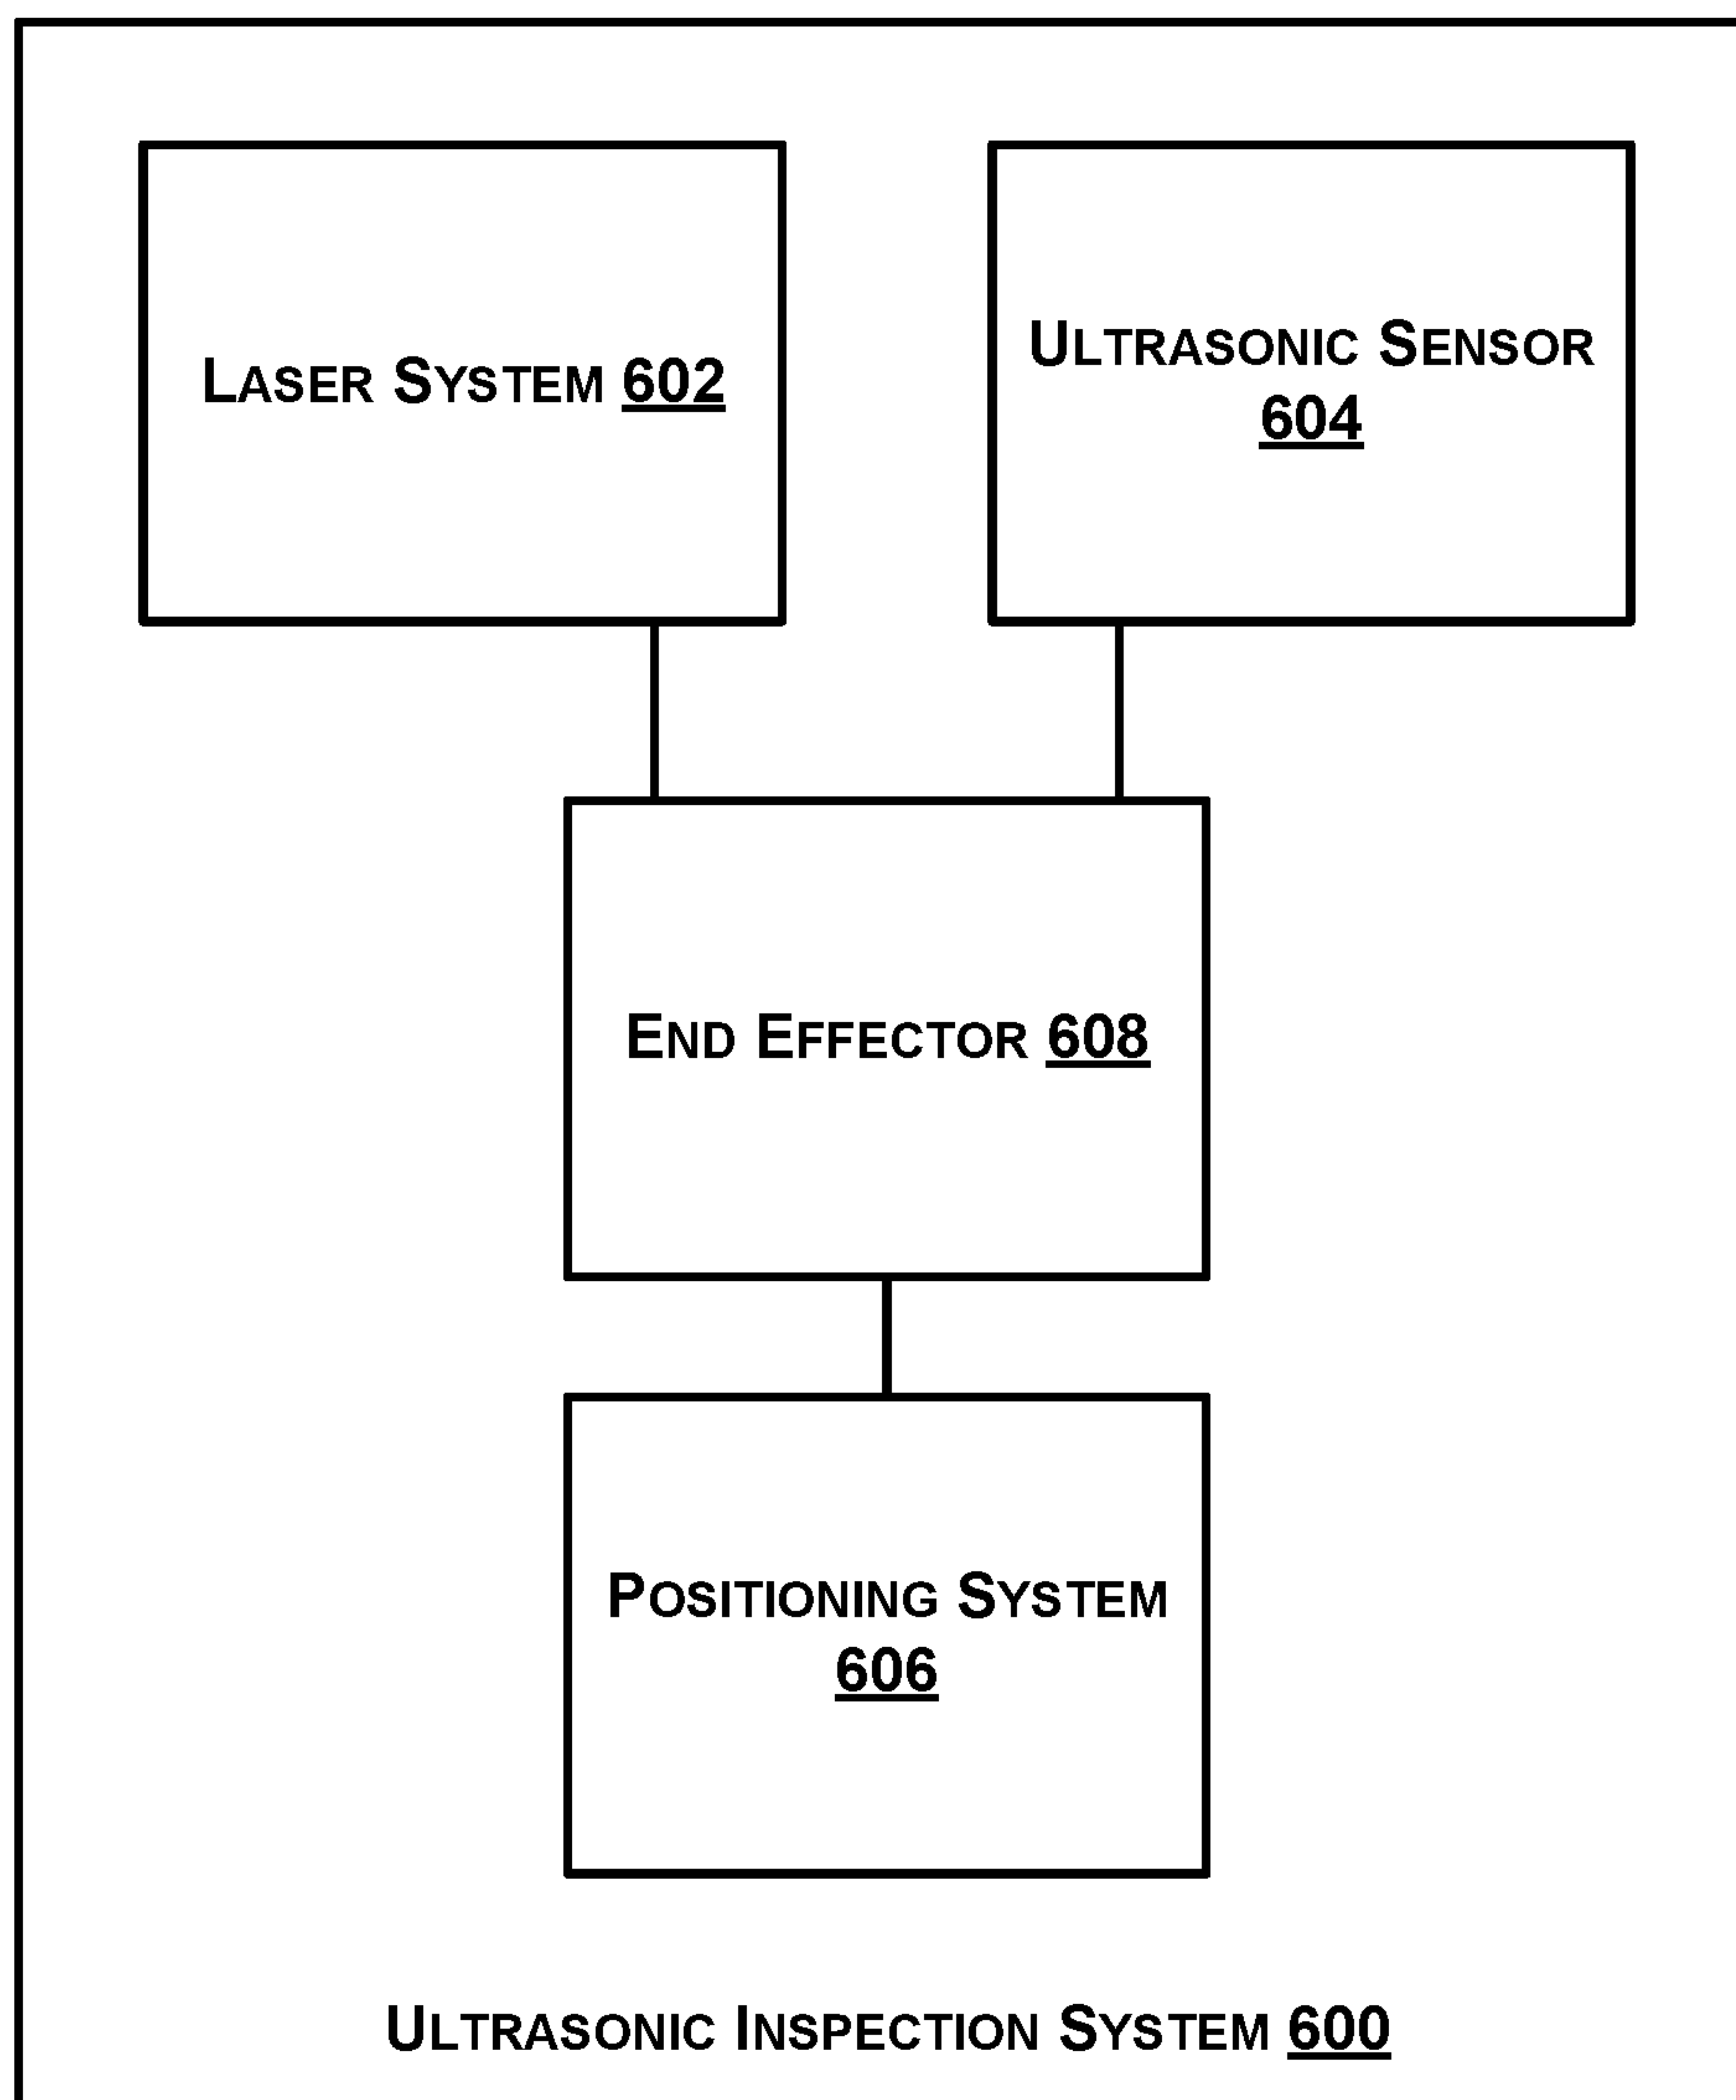 LASER SYSTEM 602
ULTRASONIC SENSOR
604
END EFFECTOR 608
POSITIONING SYSTEM
606
ULTRASONIC INSPECTION SYSTEM 600